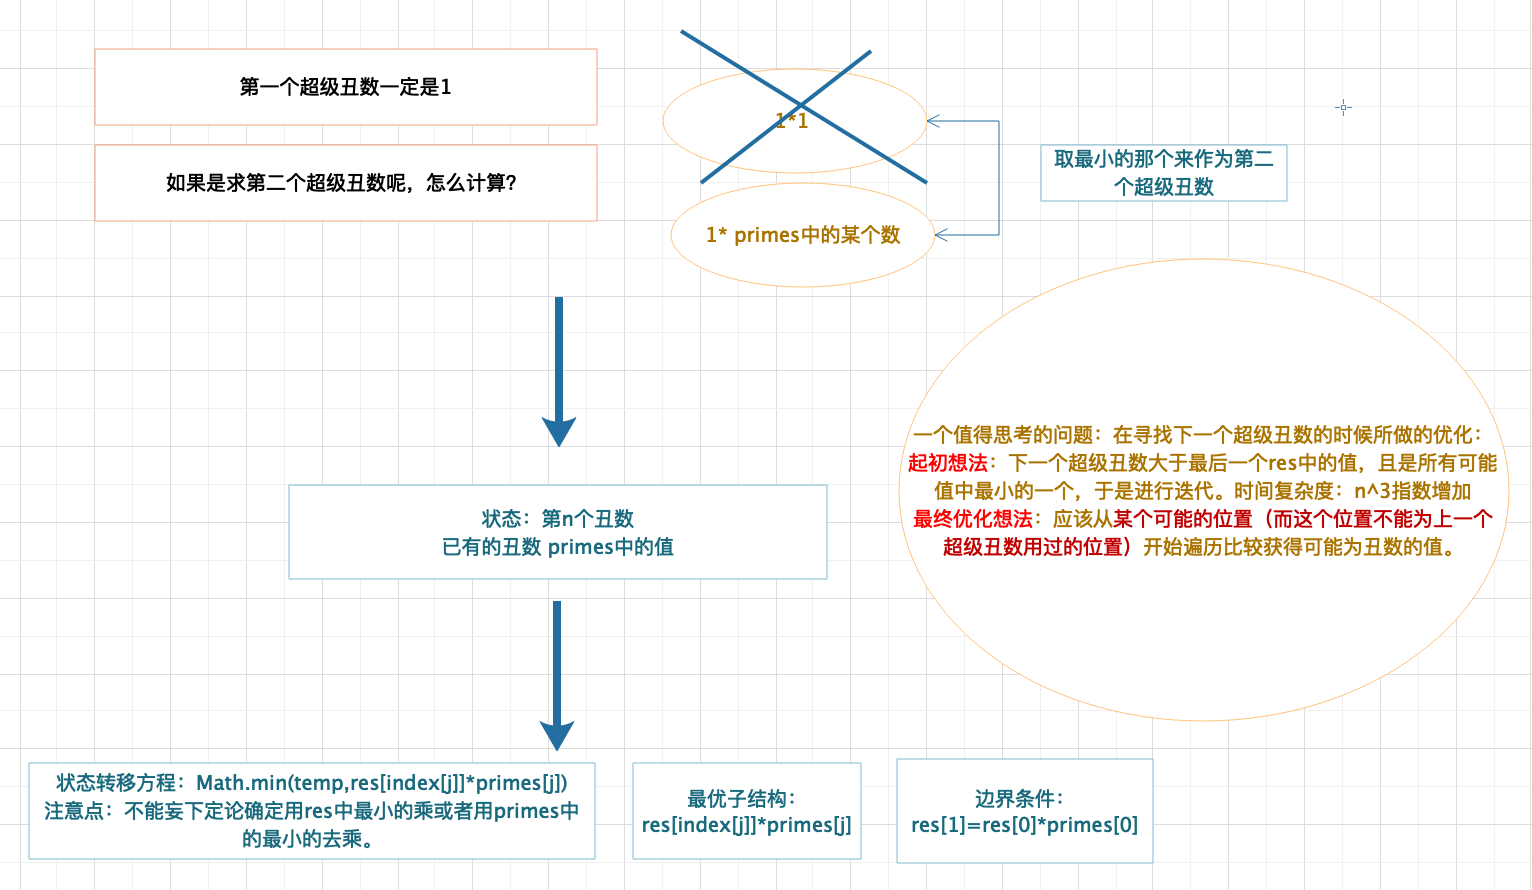 第一个超级丑数一定是1
如果是求第二个超级丑数呢，怎么计算？
1*1
1* primes中的某个数
取最小的那个来作为第二
个超级丑数
一个值得思考的问题：在寻找下一个超级丑数的时候所做的优化：
起初想法：下一个超级丑数大于最后一个res中的值，且是所有可能
值中最小的一个，于是进行迭代。时间复杂度：n^3指数增加
最终优化想法：应该从某个可能的位置（而这个位置不能为上一个
超级丑数用过的位置）开始遍历比较获得可能为丑数的值。
状态：第n个丑数
已有的丑数 primes中的值
状态转移方程：Math.min(temp,res[index[j]]*primes[j])
注意点：不能妄下定论确定用res中最小的乘或者用primes中
的最小的去乘。
最优子结构：
res[index[j]]*primes[j]
边界条件：
res[1]=res[0]*primes[0]